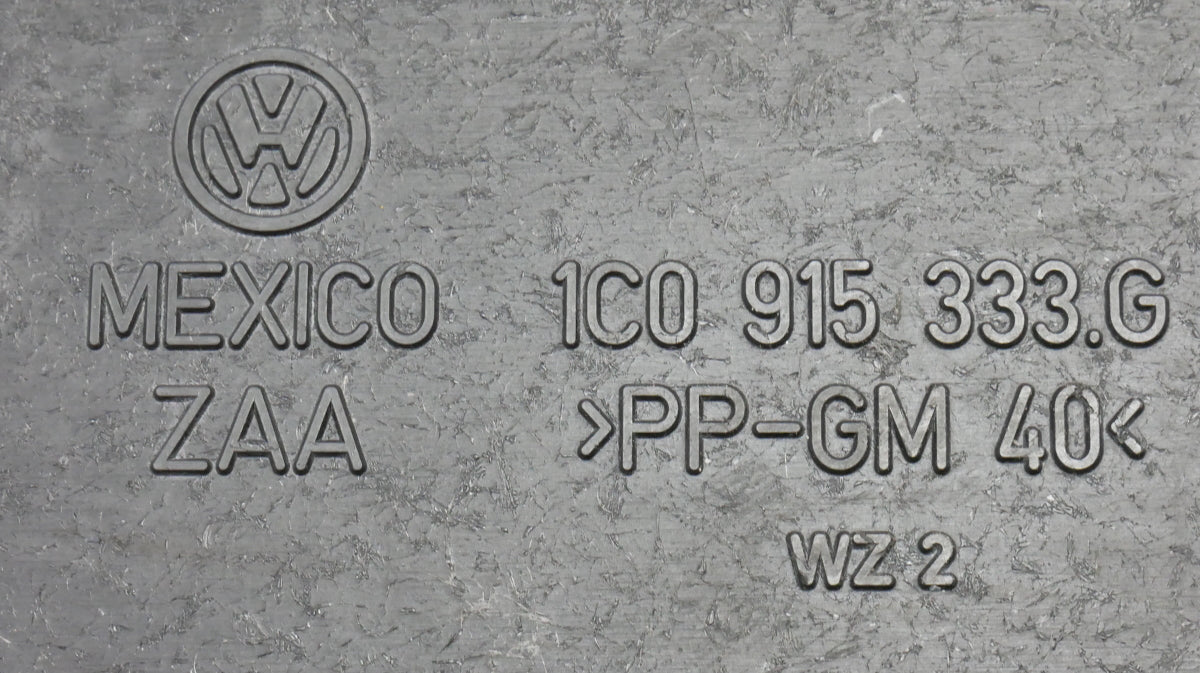 MEXICO 1C0 915 333.G
ZAA >PP-GM 40<
WZ 2